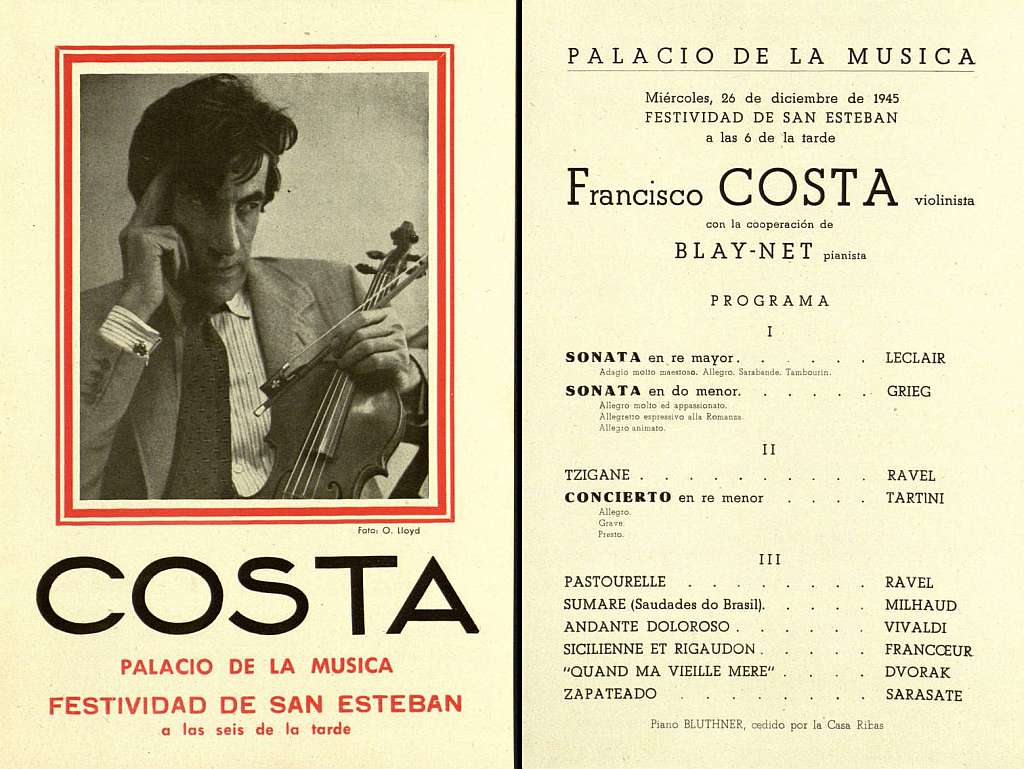 Foto: O. Lloyd
COSTA
PALACIO DE LA MUSICA
FESTIVIDAD DE SAN ESTEBAN
a las seis de la tarde
PALACIO DE LA MUSICA
Miércoles, 26 de diciembre de 1945
FESTIVIDAD DE SAN ESTEBAN
a las 6 de la tarde
Francisco COSTA violinista
con la cooperación de
BLAY-NET pianista
PROGRAMA
I
SONATA en re mayor. . . . . . LECLAIR
Adagio molto maestoso. Allegro. Sarabande. Tambourin.
SONATA en do menor. . . . . . GRIEG
Allegro molto ed appassionato.
Allegretto espressivo alla Romanza.
Allegro animato.
II
TZIGANE . . . . . . . . . . RAVEL
CONCIERTO en re menor . . . . TARTINI
Allegro.
Grave.
Presto.
III
PASTOURELLE . . . . . . . . RAVEL
SUMARE (Saudades do Brasil). . . . . MILHAUD
ANDANTE DOLOROSO . . . . . . VIVALDI
SICILIENNE ET RIGAUDON . . . . . FRANCŒUR
"QUAND MA VIEILLE MERE" . . . . DVORAK
ZAPATEADO . . . . . . . . SARASATE
Piano BLUTHNER, cedido por la Casa Ribas